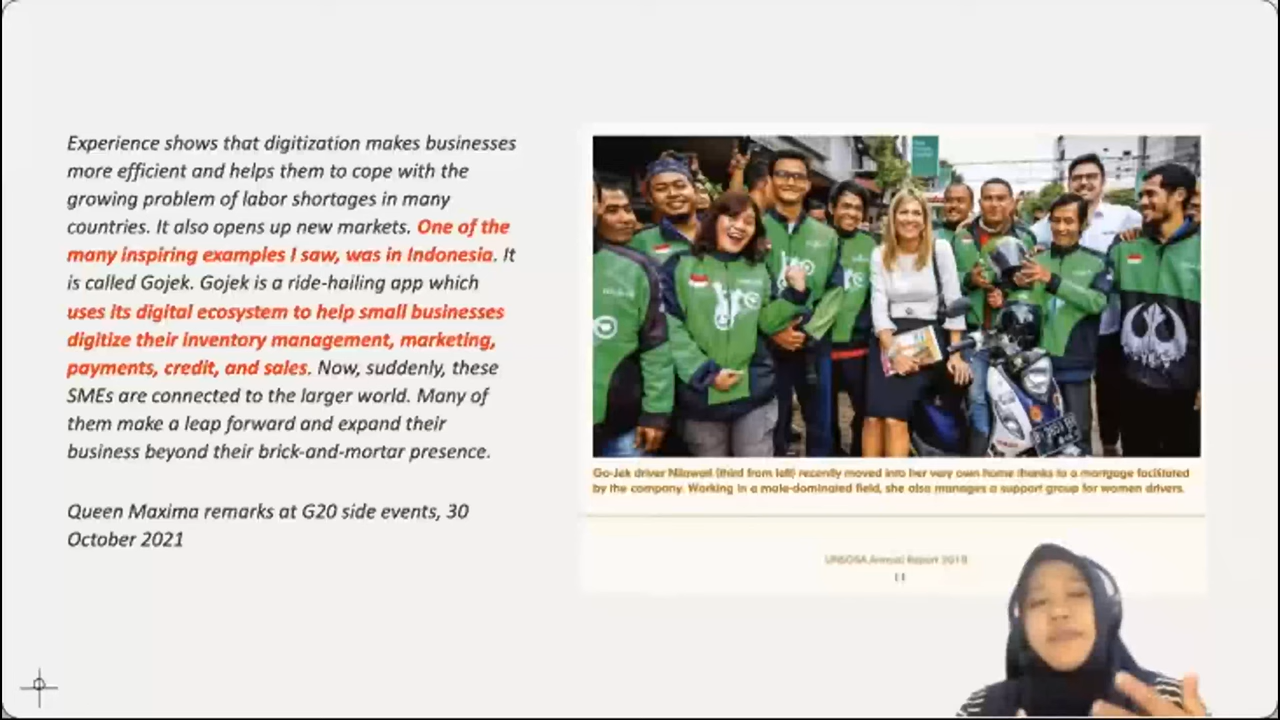 Experience shows that digitization makes businesses
more efficient and helps them to cope with the
growing problem of labor shortages in many
countries. It also opens up new markets. One of the
many inspiring examples I saw, was in Indonesia. It
is called Gojek. Gojek is a ride-hailing app which
uses its digital ecosystem to help small businesses
digitize their inventory management, marketing,
payments, credit, and sales. Now, suddenly, these
SMEs are connected to the larger world. Many of
them make a leap forward and expand their
business beyond their brick-and-mortar presence.
Queen Maxima remarks at G20 side events, 30
October 2021
Go-Jek driver Nilawati (third from left) recently moved into her very own home thanks to a mortgage facilitated
by the company. Working in a male-dominated field, she also manages a support group for women drivers.
UNSGSA Annual Report 2018
11